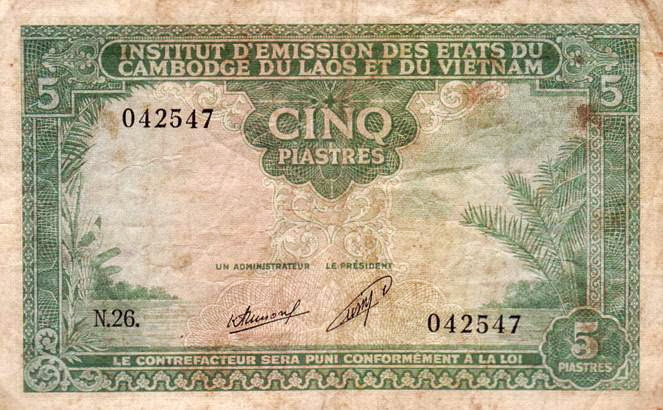 INSTITUT D'EMISSION DES ETATS DU
CAMBODGE DU LAOS ET DU VIETNAM
5
5
042547
CINQ
PIASTRES
UN ADMINISTRATEUR LE PRÉSIDENT
N.26.
042547
5
PIASTRES
LE CONTREFACTEUR SERA PUNI CONFORMÉMENT À LA LOI